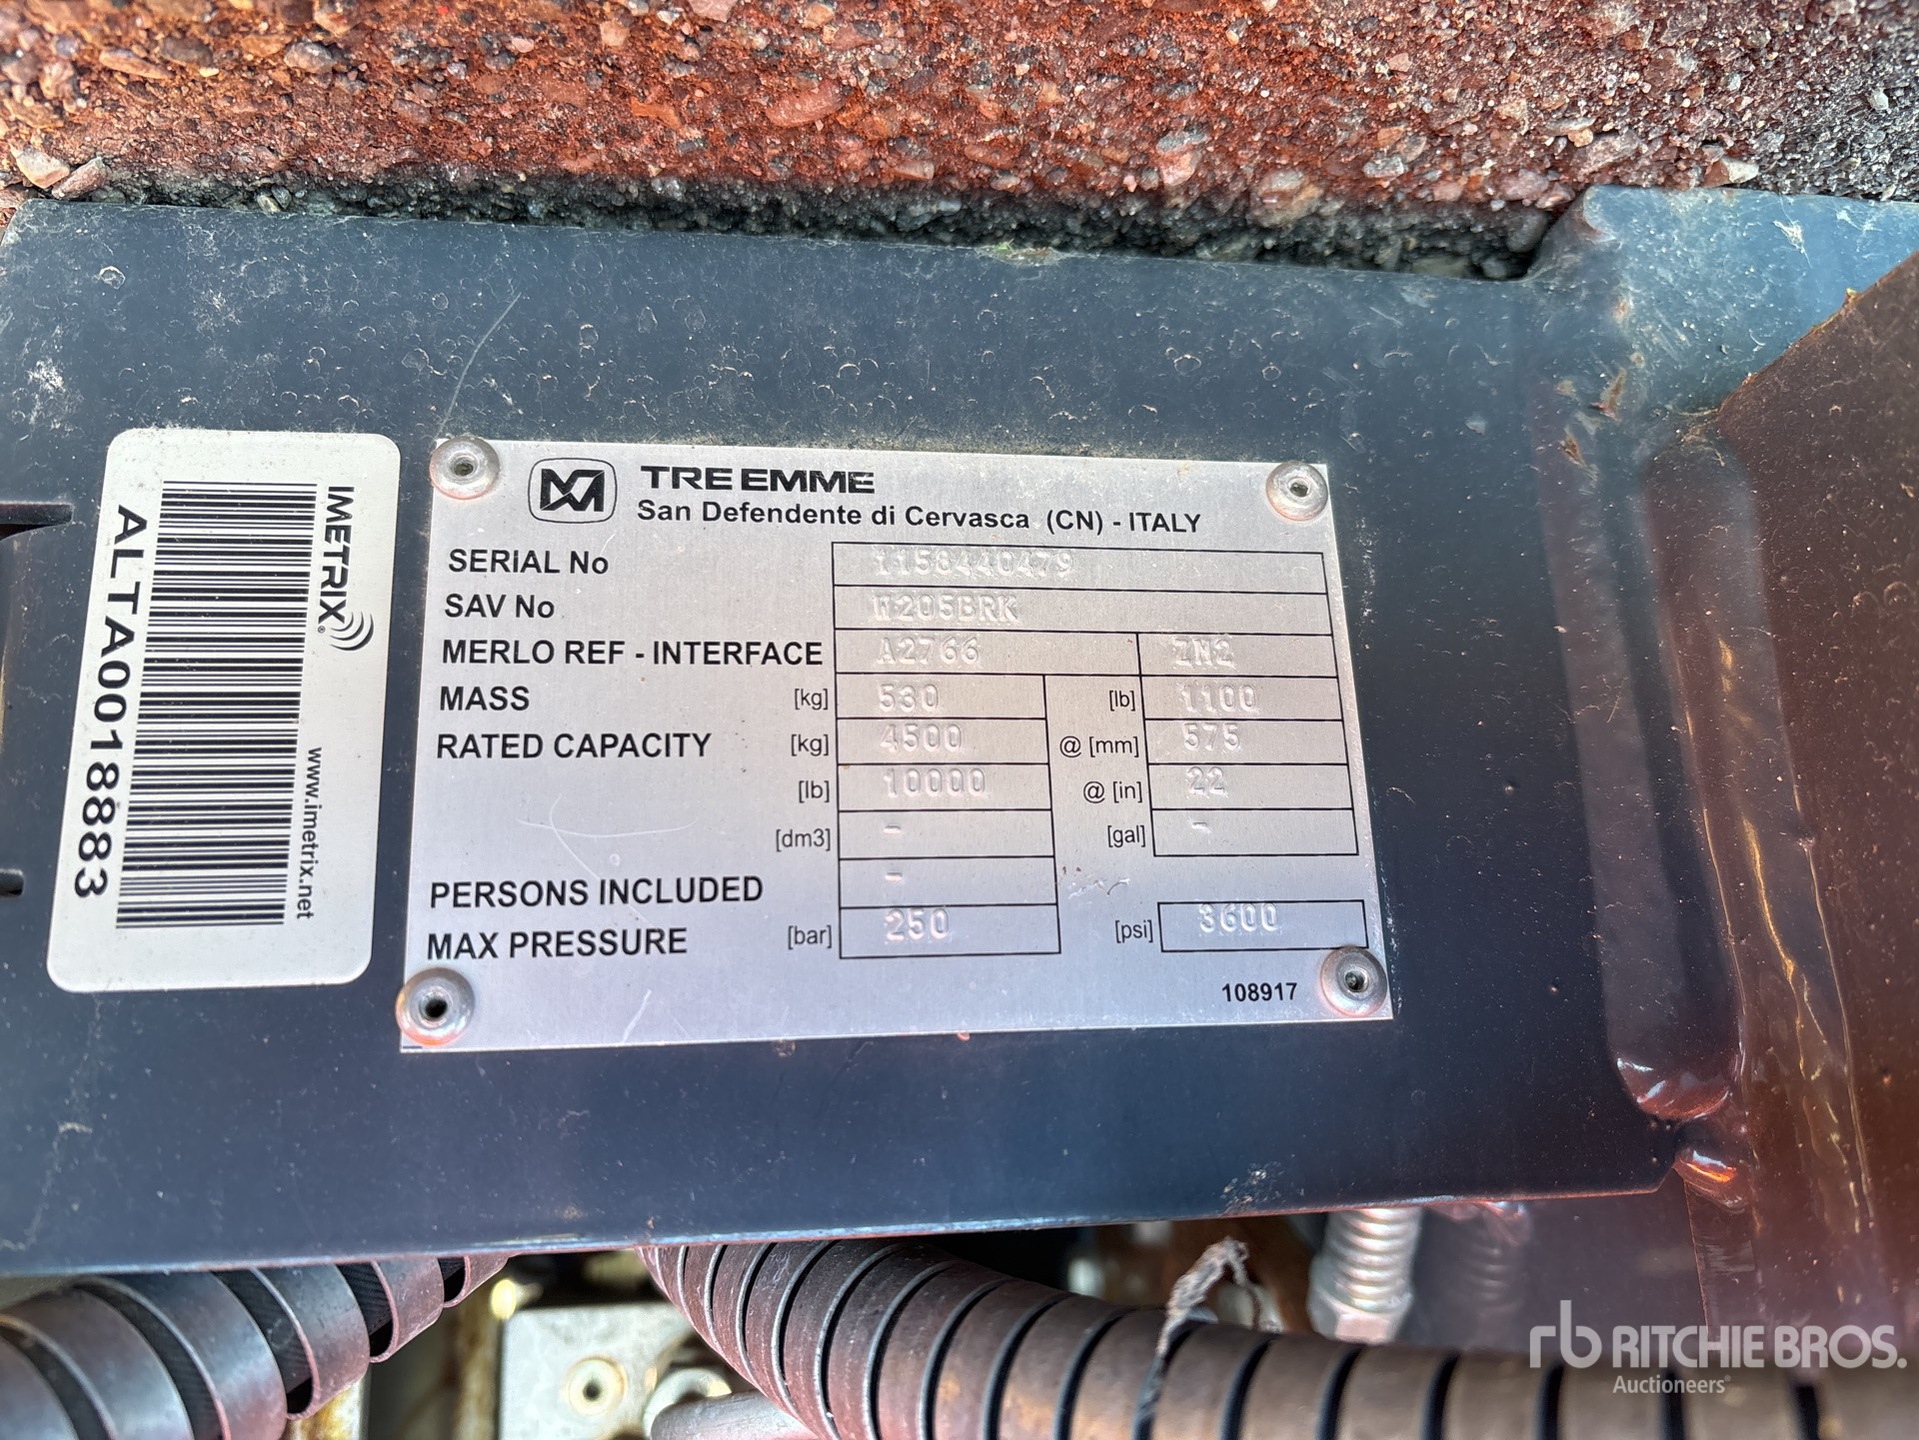 TRE EMME
San Defendente di Cervasca (CN) - ITALY
SERIAL No 1158440479
SAV No W205BRK
MERLO REF - INTERFACE A2766 ZM2
MASS [kg] 530 [lb] 1100
RATED CAPACITY [kg] 4500 @ [mm] 575
[lb] 10000 @ [in] 22
[dm3] - [gal] -
PERSONS INCLUDED -
MAX PRESSURE [bar] 250 [psi] 3600
108917
IMETRIX®
www.imetrix.net
ALTA0018883
rb RITCHIE BROS.
Auctioneers®